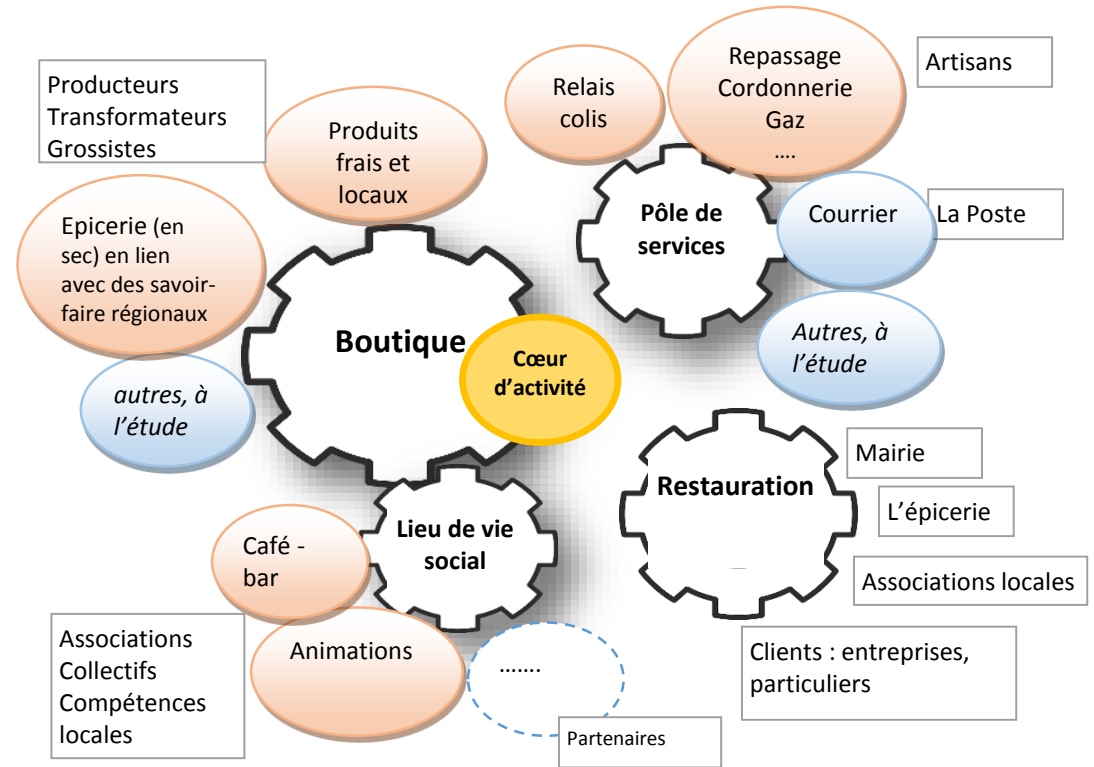 Producteurs
Transformateurs
Grossistes
Produits
frais et
locaux
Epicerie (en
sec) en lien
avec des savoir-
faire régionaux
autres, à
l’étude
Boutique
Cœur
d’activité
Relais
colis
Repassage
Cordonnerie
Gaz
....
Artisans
Pôle de
services
Courrier
La Poste
Autres, à
l’étude
Restauration
Mairie
L’épicerie
Associations locales
Clients : entreprises,
particuliers
Lieu de vie
social
Café -
bar
Animations
Associations
Collectifs
Compétences
locales
.......
Partenaires